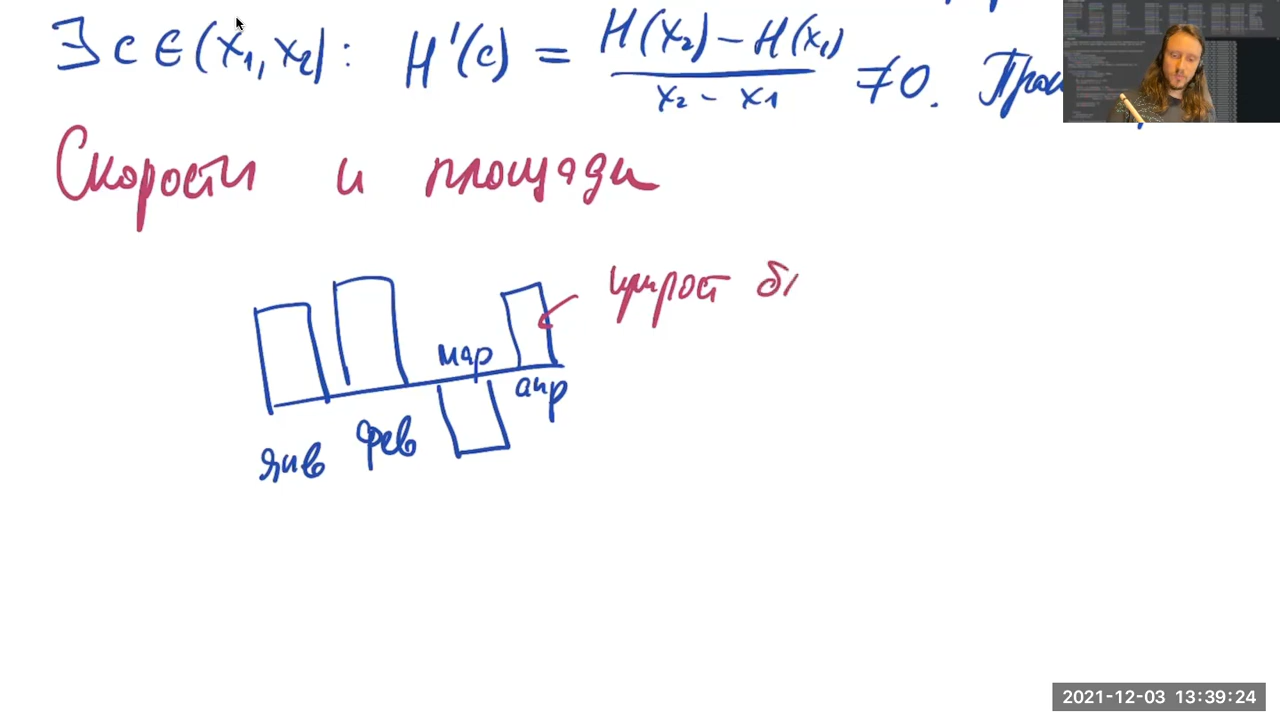 ∃ c ∈ (x₁, x₂): H'(c) = (H(x₂) − H(x₁)) / (x₂ − x₁) ≠ 0.
Скорости и площади
прирост
мар
апр
янв фев
2021-12-03 13:39:24